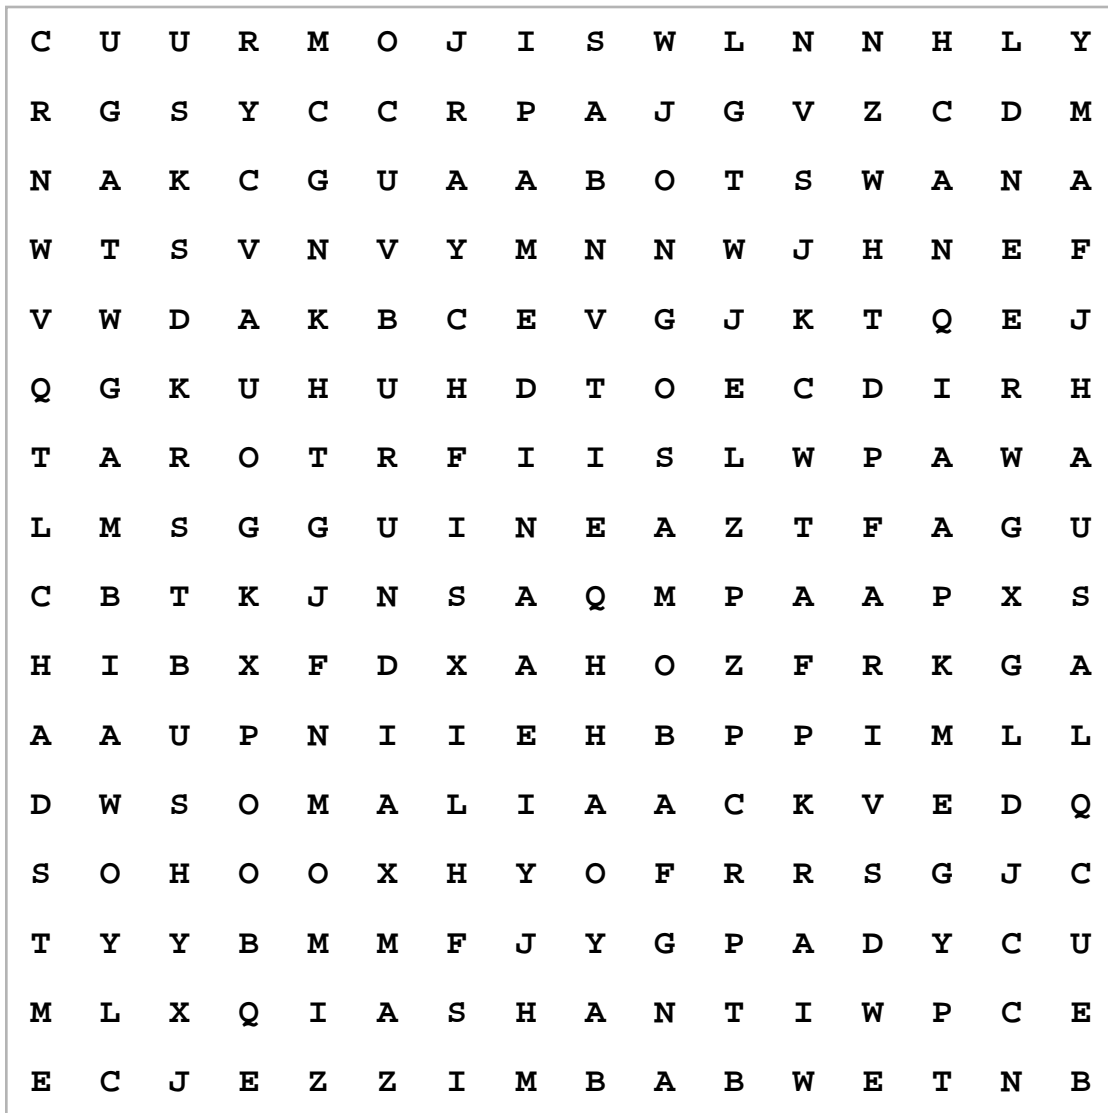 C U U R M O J I S W L N N H L Y
R G S Y C C R P A J G V Z C D M
N A K C G U A A B O T S W A N A
W T S V N V Y M N N W J H N E F
V W D A K B C E V G J K T Q E J
Q G K U H U H D T O E C D I R H
T A R O T R F I I S L W P A W A
L M S G G U I N E A Z T F A G U
C B T K J N S A Q M P A A P X S
H I B X F D X A H O Z F R K G A
A A U P N I I E H B P P I M L L
D W S O M A L I A A C K V E D Q
S O H O O X H Y O F R R S G J C
T Y Y B M M F J Y G P A D Y C U
M L X Q I A S H A N T I W P C E
E C J E Z Z I M B A B W E T N B